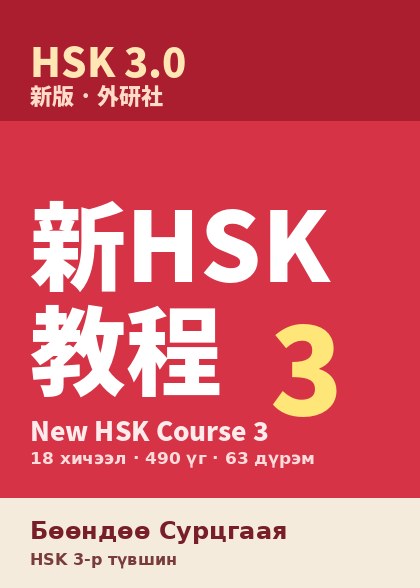 HSK 3.0
新版 · 外研社
新HSK
教程
3
New HSK Course 3
18 хичээл · 490 үг · 63 дүрэм
Бөөндөө Сурцгаая
HSK 3-р түвшин